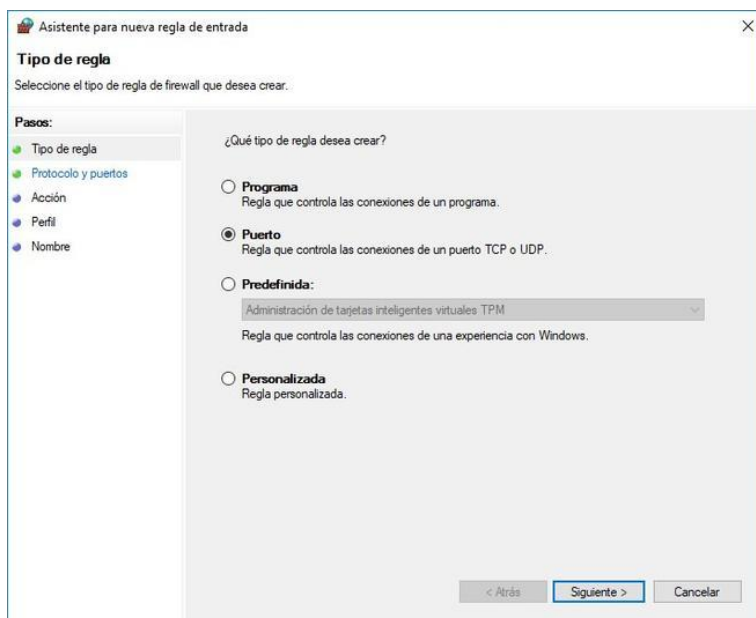 Asistente para nueva regla de entrada
Tipo de regla
Seleccione el tipo de regla de firewall que desea crear.
Pasos:
Tipo de regla
Protocolo y puertos
Acción
Perfil
Nombre
¿Qué tipo de regla desea crear?
Programa
Regla que controla las conexiones de un programa.
Puerto
Regla que controla las conexiones de un puerto TCP o UDP.
Predefinida:
Administración de tarjetas inteligentes virtuales TPM
Regla que controla las conexiones de una experiencia con Windows.
Personalizada
Regla personalizada.
< Atrás
Siguiente >
Cancelar